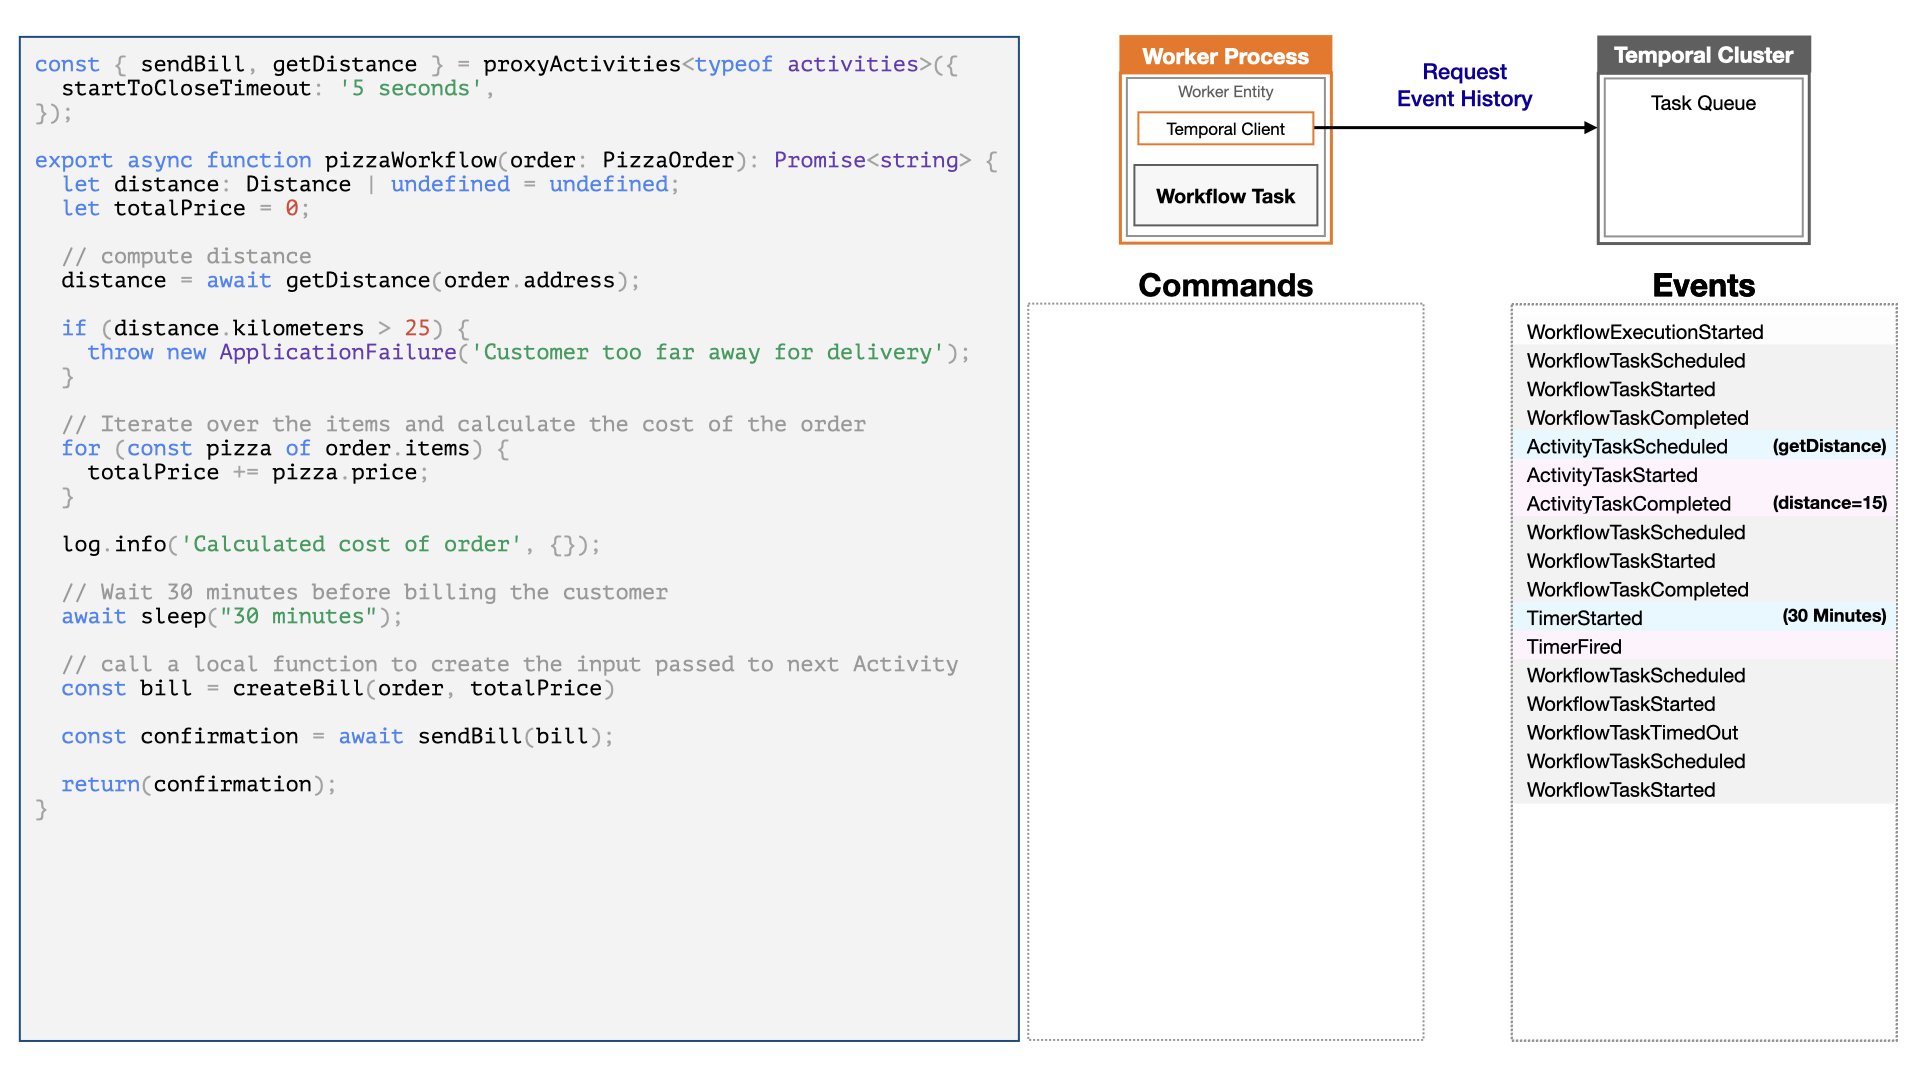 const { sendBill, getDistance } = proxyActivities<typeof activities>({
  startToCloseTimeout: '5 seconds',
});

export async function pizzaWorkflow(order: PizzaOrder): Promise<string> {
  let distance: Distance | undefined = undefined;
  let totalPrice = 0;

  // compute distance
  distance = await getDistance(order.address);

  if (distance.kilometers > 25) {
    throw new ApplicationFailure('Customer too far away for delivery');
  }

  // Iterate over the items and calculate the cost of the order
  for (const pizza of order.items) {
    totalPrice += pizza.price;
  }

  log.info('Calculated cost of order', {});

  // Wait 30 minutes before billing the customer
  await sleep("30 minutes");

  // call a local function to create the input passed to next Activity
  const bill = createBill(order, totalPrice)

  const confirmation = await sendBill(bill);

  return(confirmation);
}
Worker Process
Worker Entity
Temporal Client
Workflow Task
Request
Event History
Temporal Cluster
Task Queue
Commands
Events
WorkflowExecutionStarted
WorkflowTaskScheduled
WorkflowTaskStarted
WorkflowTaskCompleted
ActivityTaskScheduled (getDistance)
ActivityTaskStarted
ActivityTaskCompleted (distance=15)
WorkflowTaskScheduled
WorkflowTaskStarted
WorkflowTaskCompleted
TimerStarted (30 Minutes)
TimerFired
WorkflowTaskScheduled
WorkflowTaskStarted
WorkflowTaskTimedOut
WorkflowTaskScheduled
WorkflowTaskStarted